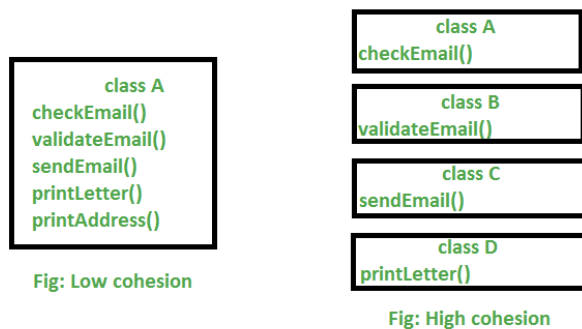 class A
checkEmail()
validateEmail()
sendEmail()
printLetter()
printAddress()
Fig: Low cohesion
class A
checkEmail()
class B
validateEmail()
class C
sendEmail()
class D
printLetter()
Fig: High cohesion